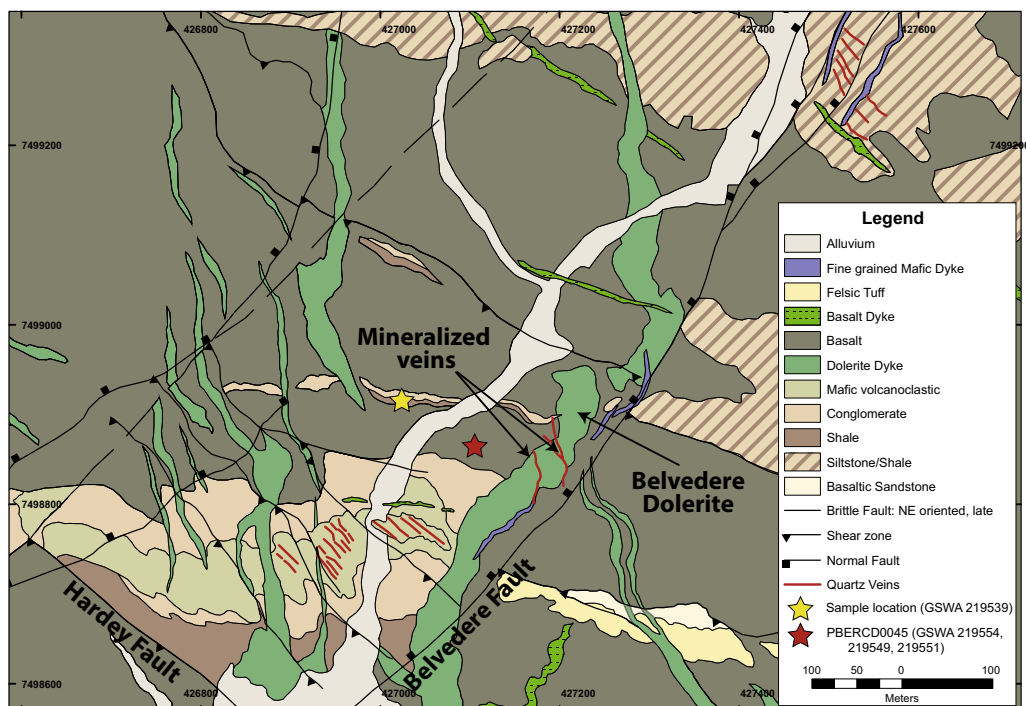 426800
427000
427200
427400
427600
7499200
7499200
7499000
7498800
7498600
Mineralized
veins
Belvedere
Dolerite
Hardey Fault
Belvedere Fault
426800
427000
427200
427400
Legend
Alluvium
Fine grained Mafic Dyke
Felsic Tuff
Basalt Dyke
Basalt
Dolerite Dyke
Mafic volcanoclastic
Conglomerate
Shale
Siltstone/Shale
Basaltic Sandstone
Brittle Fault: NE oriented, late
Shear zone
Normal Fault
Quartz Veins
Sample location (GSWA 219539)
PBERCD0045 (GSWA 219554,
219549, 219551)
100 50 0 100
Meters